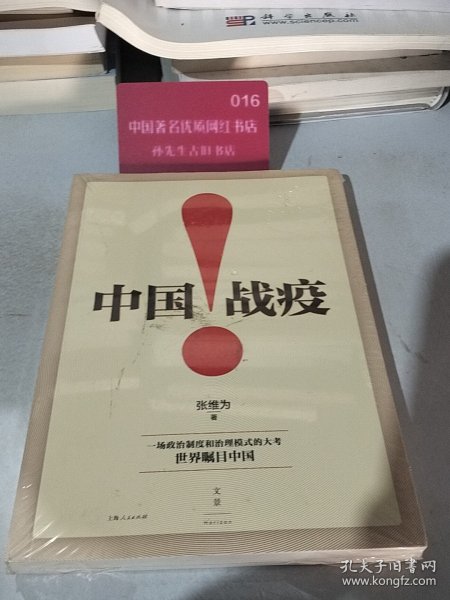 科学出版社
www.sciencep.com
016
中国著名优质网红书店
孙先生古旧书店
中国!战疫
张维为
著
一场政治制度和治理模式的大考
世界瞩目中国
文
景
Horizon
上海人民出版社
孔夫子旧书网
www.kongfz.com